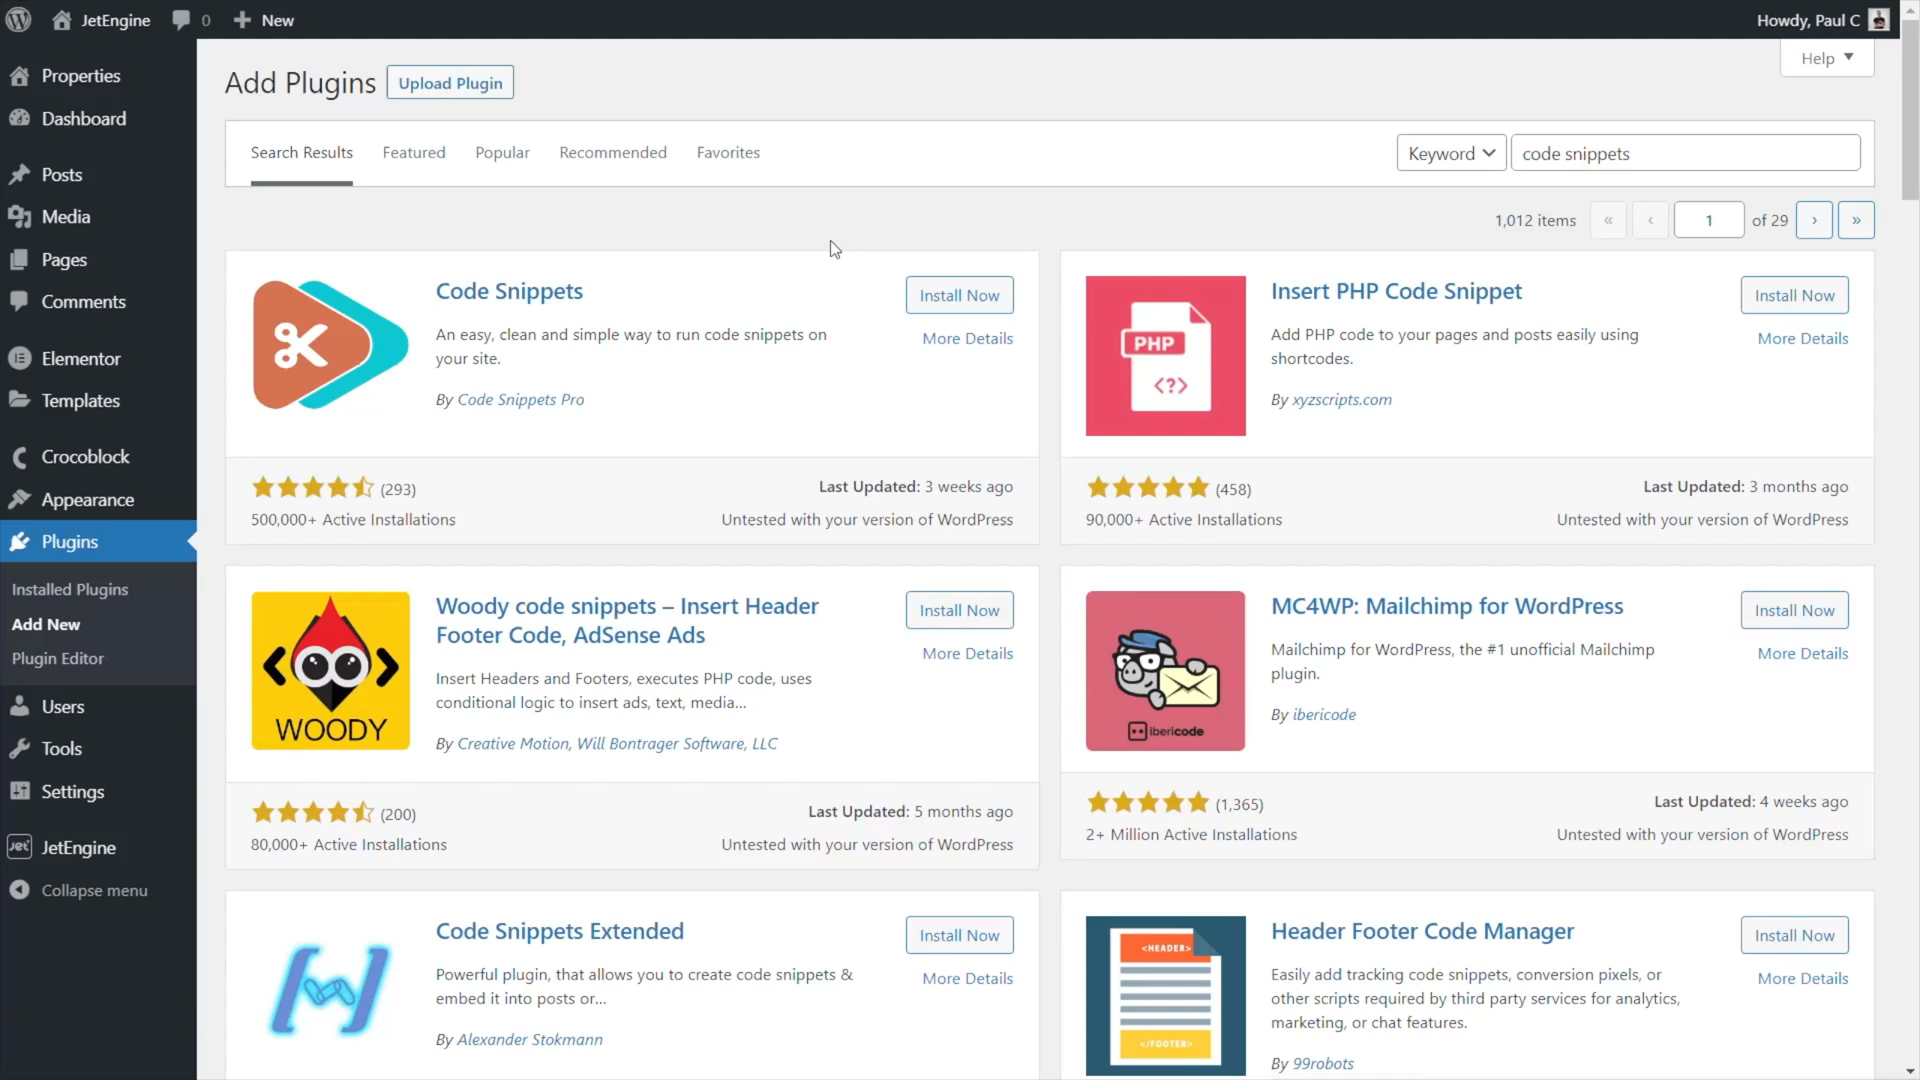 JetEngine
0
New
Howdy, Paul C
Help
Properties
Dashboard
Posts
Media
Pages
Comments
Elementor
Templates
Crocoblock
Appearance
Plugins
Installed Plugins
Add New
Plugin Editor
Users
Tools
Settings
Jet
JetEngine
Collapse menu
Add Plugins
Upload Plugin
Search Results
Featured
Popular
Recommended
Favorites
Keyword
code snippets
1,012 items
«
‹
1
of 29
›
»
Code Snippets
An easy, clean and simple way to run code snippets on
your site.
By Code Snippets Pro
Install Now
More Details
(293)
500,000+ Active Installations
Last Updated: 3 weeks ago
Untested with your version of WordPress
PHP
<?>
Insert PHP Code Snippet
Add PHP code to your pages and posts easily using
shortcodes.
By xyzscripts.com
Install Now
More Details
(458)
90,000+ Active Installations
Last Updated: 3 months ago
Untested with your version of WordPress
WOODY
Woody code snippets – Insert Header
Footer Code, AdSense Ads
Insert Headers and Footers, executes PHP code, uses
conditional logic to insert ads, text, media...
By Creative Motion, Will Bontrager Software, LLC
Install Now
More Details
(200)
80,000+ Active Installations
Last Updated: 5 months ago
Untested with your version of WordPress
ibericode
MC4WP: Mailchimp for WordPress
Mailchimp for WordPress, the #1 unofficial Mailchimp
plugin.
By ibericode
Install Now
More Details
(1,365)
2+ Million Active Installations
Last Updated: 4 weeks ago
Untested with your version of WordPress
Code Snippets Extended
Powerful plugin, that allows you to create code snippets &
embed it into posts or...
By Alexander Stokmann
Install Now
More Details
<HEADER>
</FOOTER>
Header Footer Code Manager
Easily add tracking code snippets, conversion pixels, or
other scripts required by third party services for analytics,
marketing, or chat features.
By 99robots
Install Now
More Details